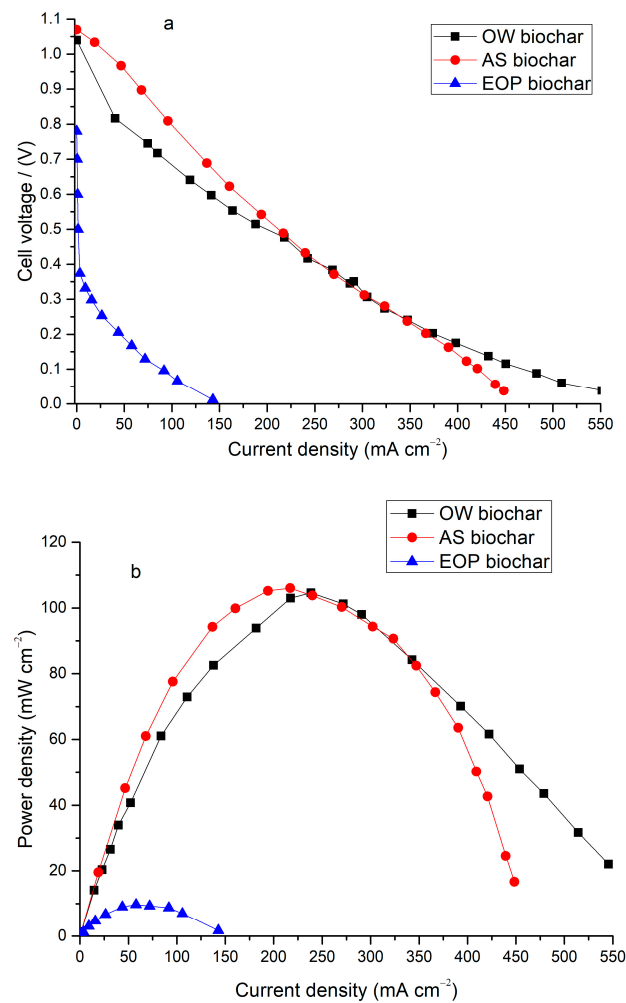 a
OW biochar
AS biochar
EOP biochar
1.1
1.0
0.9
0.8
0.7
0.6
0.5
0.4
0.3
0.2
0.1
0.0
Cell voltage / (V)
0 50 100 150 200 250 300 350 400 450 500 550
Current density (mA cm⁻²)
OW biochar
AS biochar
EOP biochar
b
120
100
80
60
40
20
0
Power density (mW cm⁻²)
0 50 100 150 200 250 300 350 400 450 500 550
Current density (mA cm⁻²)